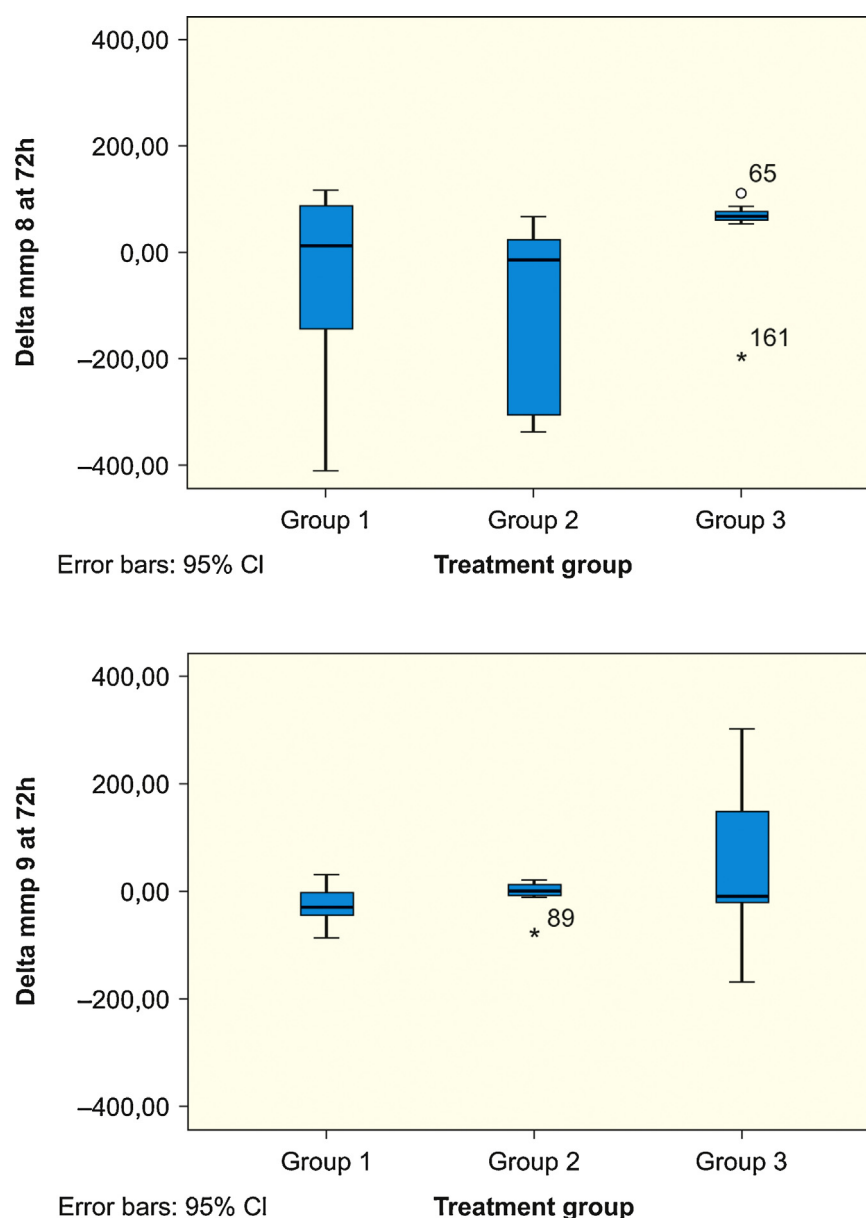 Delta mmp 8 at 72h
400,00
200,00
0,00
–200,00
–400,00
65
161
*
Group 1 Group 2 Group 3
Error bars: 95% CI Treatment group
Delta mmp 9 at 72h
400,00
200,00
0,00
–200,00
–400,00
89
*
Group 1 Group 2 Group 3
Error bars: 95% CI Treatment group